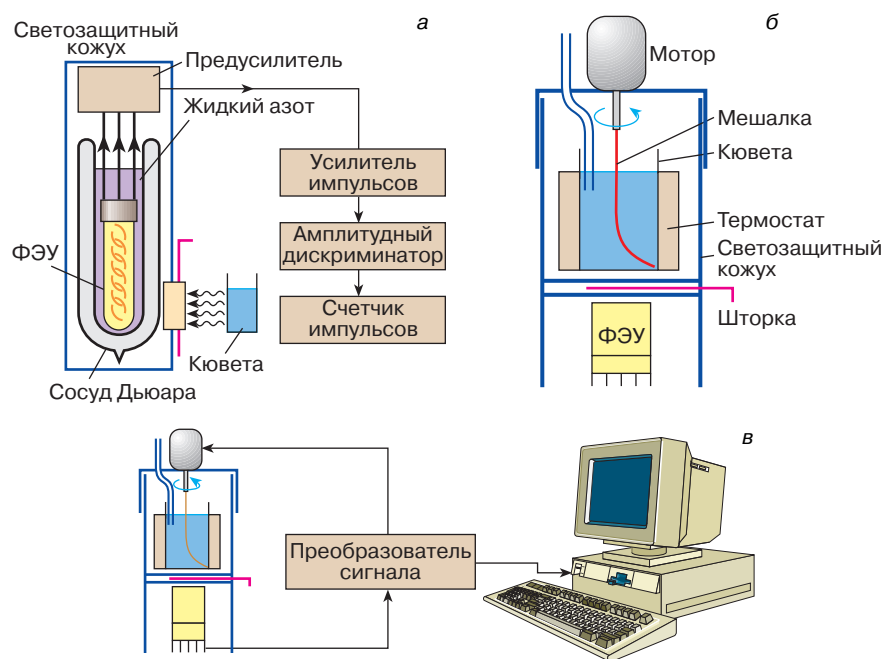 а
Светозащитный
кожух
Предусилитель
Жидкий азот
Усилитель
импульсов
Амплитудный
дискриминатор
Счетчик
импульсов
ФЭУ
Кювета
Сосуд Дьюара
б
Мотор
Мешалка
Кювета
Термостат
Светозащитный
кожух
Шторка
ФЭУ
в
Преобразователь
сигнала